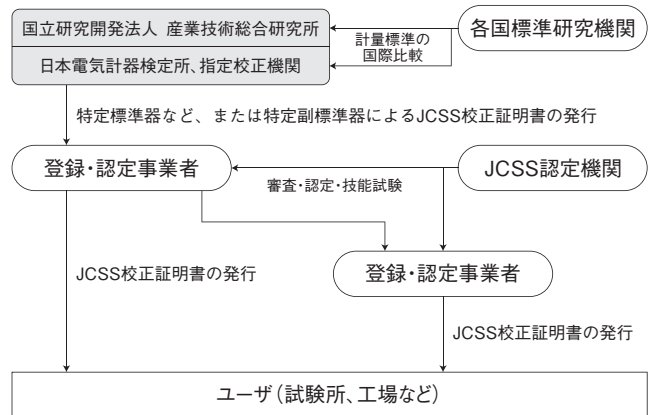 国立研究開発法人 産業技術総合研究所
各国標準研究機関
計量標準の
国際比較
日本電気計器検定所、指定校正機関
特定標準器など、または特定副標準器によるJCSS校正証明書の発行
登録・認定事業者
JCSS認定機関
審査・認定・技能試験
JCSS校正証明書の発行
登録・認定事業者
JCSS校正証明書の発行
ユーザ(試験所、工場など)